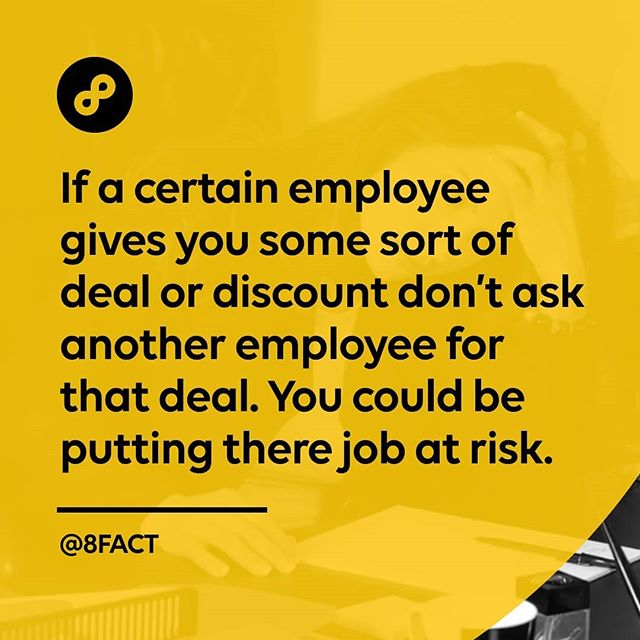 If a certain employee
gives you some sort of
deal or discount don't ask
another employee for
that deal. You could be
putting there job at risk.
@8FACT